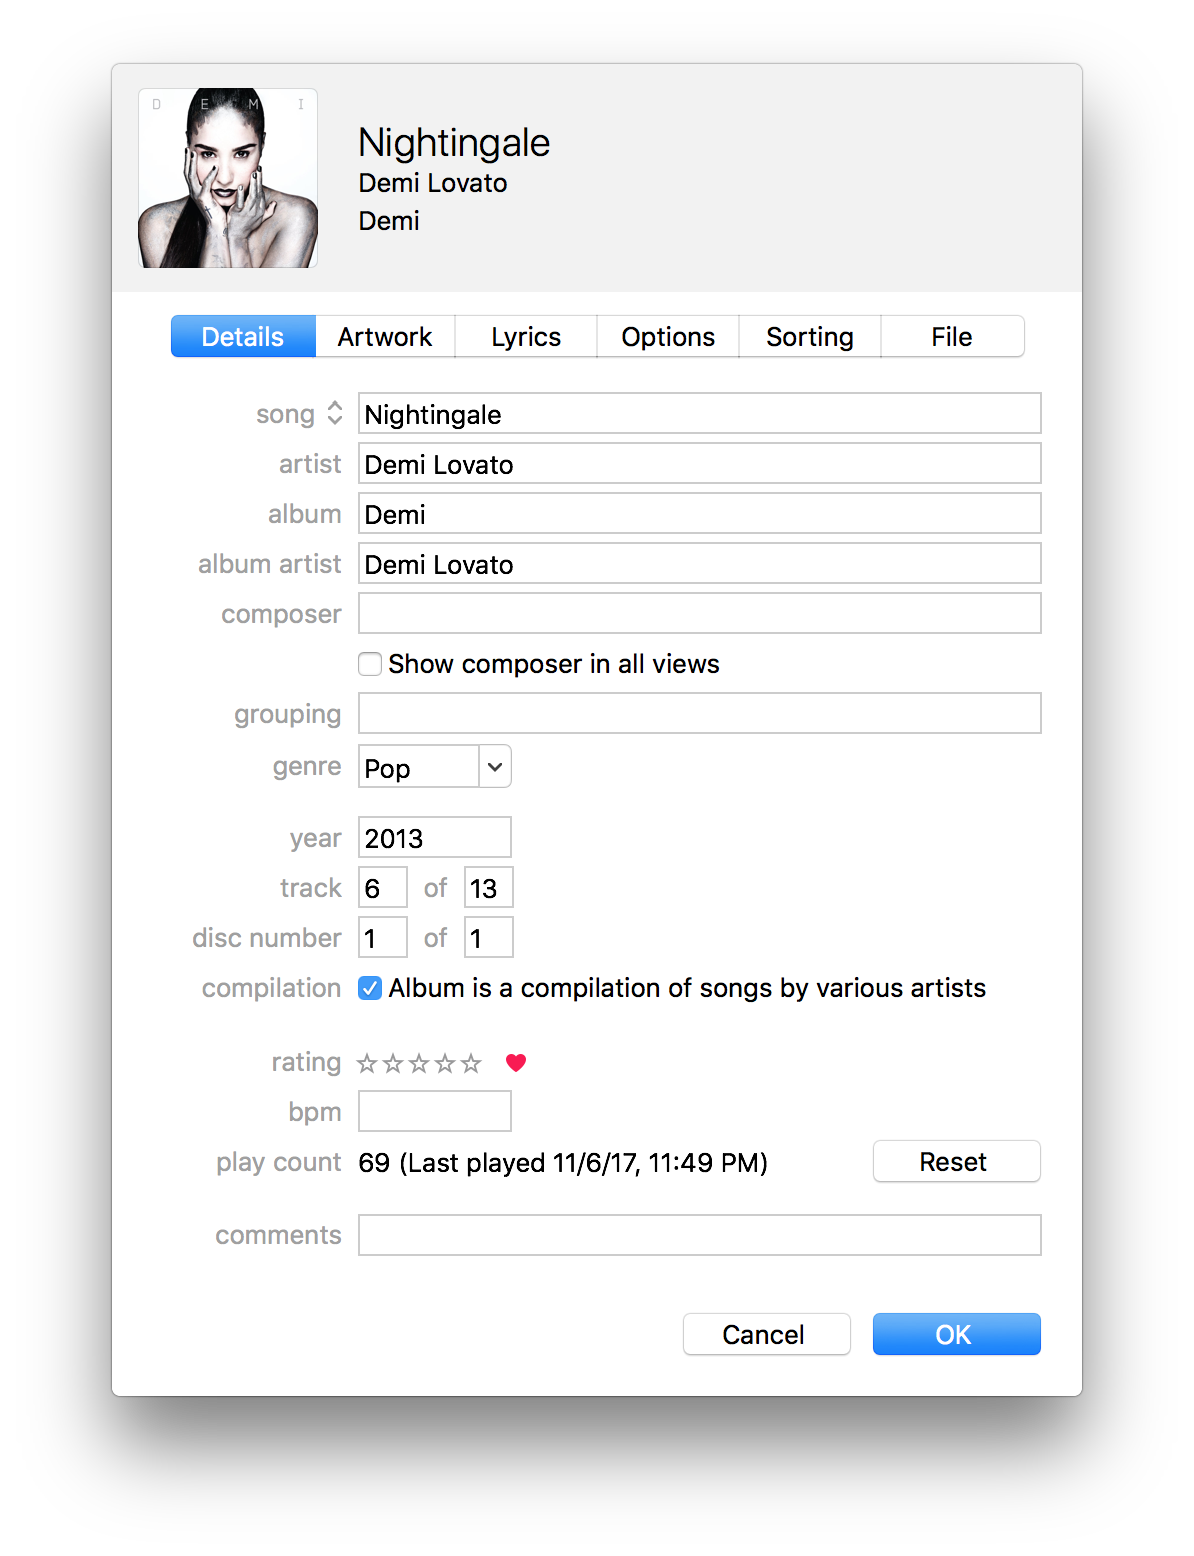 D E M I
Nightingale
Demi Lovato
Demi
Details Artwork Lyrics Options Sorting File
song Nightingale
artist Demi Lovato
album Demi
album artist Demi Lovato
composer
Show composer in all views
grouping
genre Pop
year 2013
track 6 of 13
disc number 1 of 1
compilation Album is a compilation of songs by various artists
rating
bpm
play count 69 (Last played 11/6/17, 11:49 PM) Reset
comments
Cancel OK